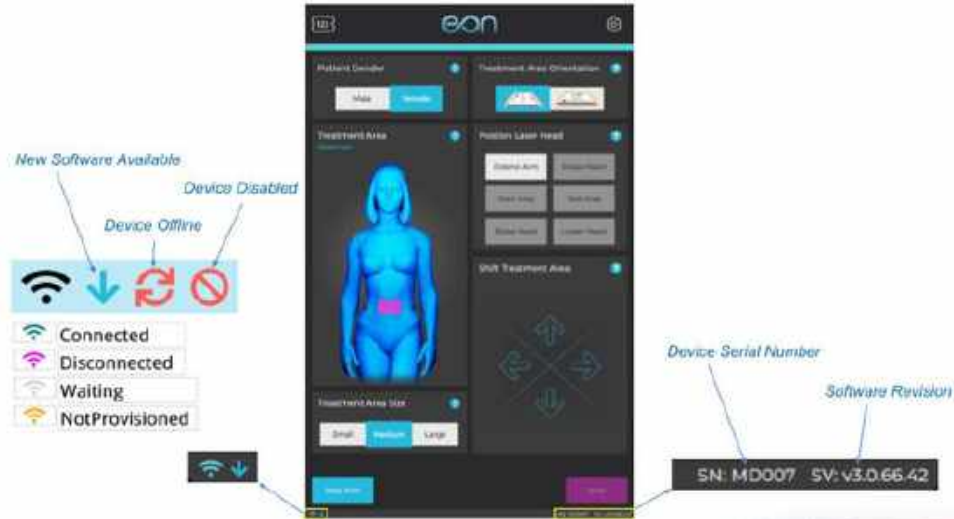 eon
Patient Gender
Treatment Area Orientation
Male
Female
Treatment Area
Position Laser Head
Extend Arm
New Software Available
Device Disabled
Device Offline
Shift Treatment Area
Connected
Disconnected
Waiting
NotProvisioned
Device Serial Number
Software Revision
Treatment Area Size
Small
Medium
Large
SN: MD007 SV: v3.0.66.42